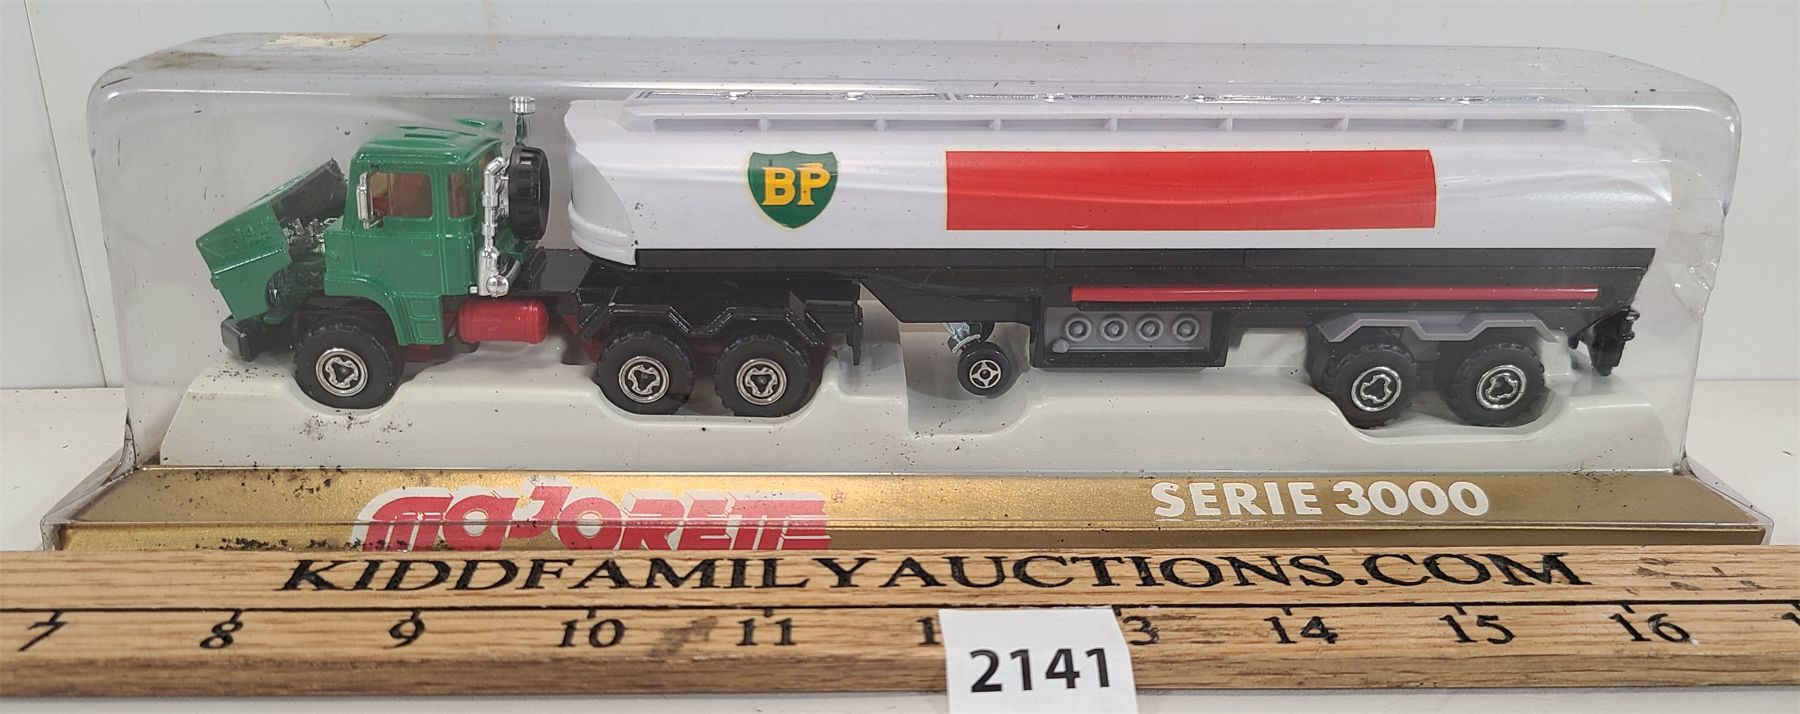 BP
MAJORETTE®
SERIE 3000
KIDDFAMILYAUCTIONS.COM
7 8 9 10 11 1 3 14 15 16
2141